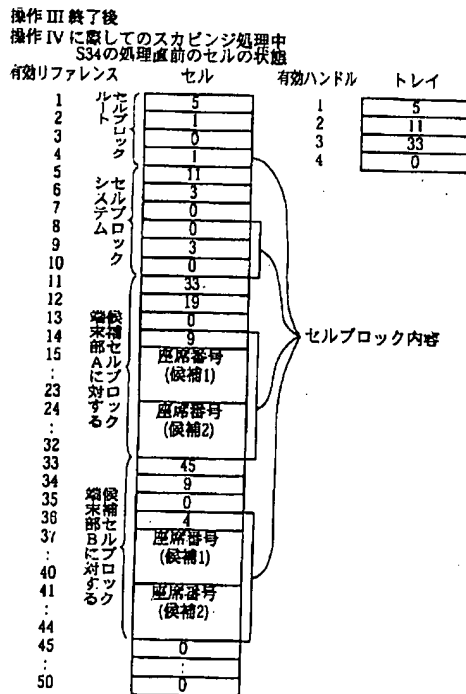 操作 III 終了後
操作 IV に際してのスカビンジ処理中
S34の処理直前のセルの状態
有効リファレンス セル 有効ハンドル トレイ
1 5 1 5
2 1 2 11
3 0 3 33
4 1 4 0
ルート
セルブロック
5 11
6 3
7 0
8 0
9 3
10 0
システム
セルブロック
11 33
12 19
13 0
14 9
15 座席番号
: (候補1)
23
24 座席番号
: (候補2)
32
端末部Aに対する
候補セルブロック
セルブロック内容
33 45
34 9
35 0
36 4
37 座席番号
: (候補1)
40
41 座席番号
: (候補2)
44
端末部Bに対する
候補セルブロック
45 0
: :
50 0